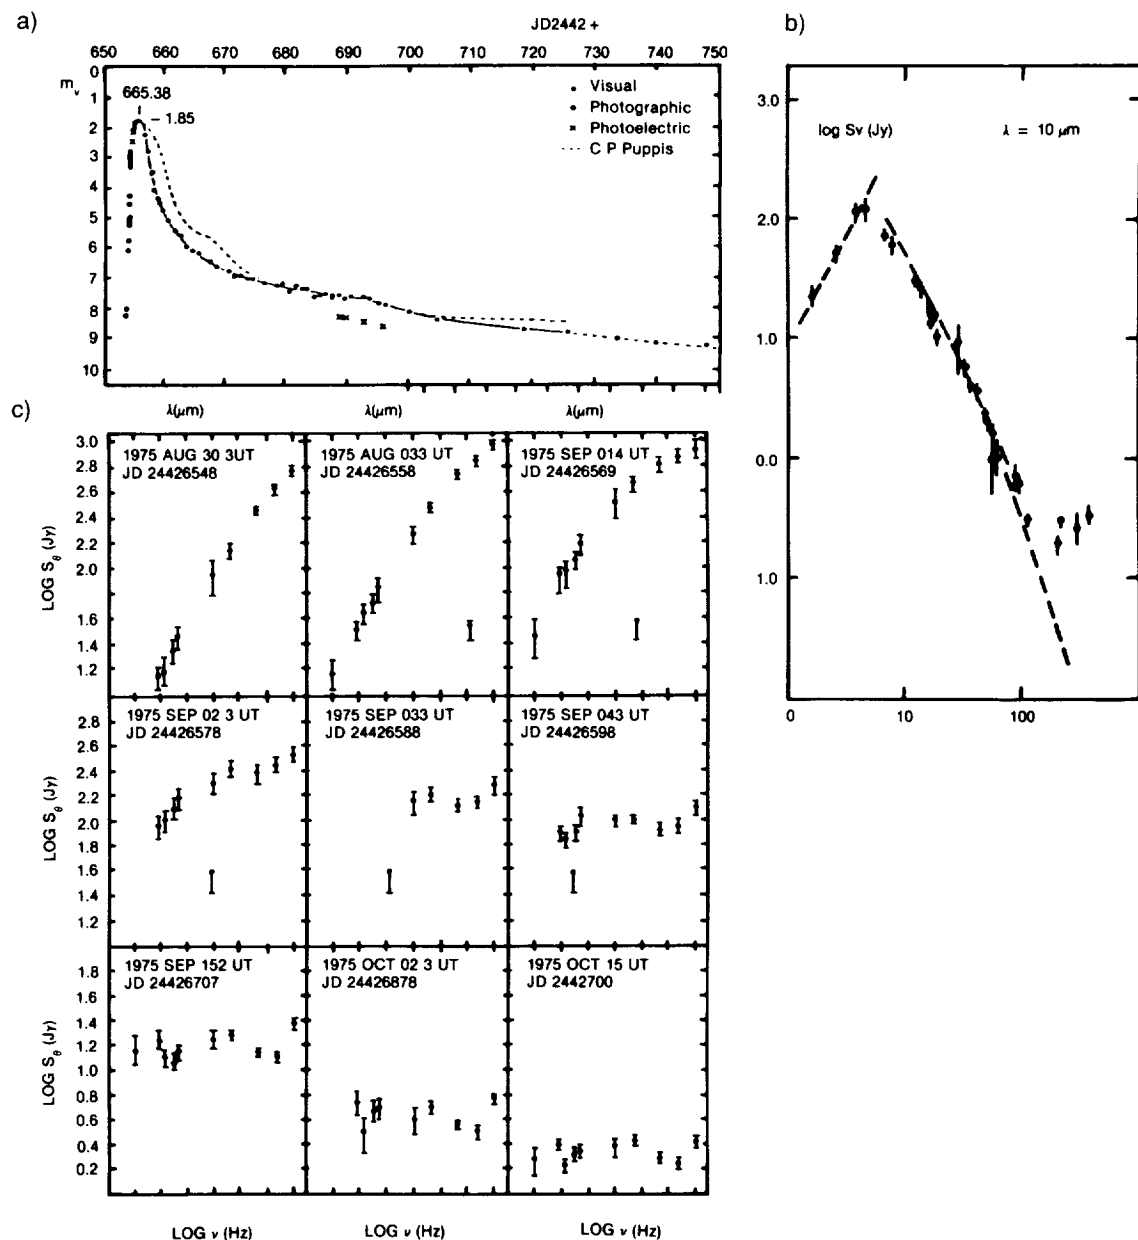 a)
JD2442 +
650 660 670 680 690 700 710 720 730 740 750
m_v
0
1
2
3
4
5
6
7
8
9
10
665.38
1.85
Visual
Photographic
Photoelectric
C P Puppis
b)
log Sv (Jy) λ = 10 μm
3.0
2.0
1.0
0.0
1.0
0 10 100
c)
λ(μm) λ(μm) λ(μm)
LOG S_θ (Jy)
3.0
2.8
2.6
2.4
2.2
2.0
1.8
1.6
1.4
1.2
1975 AUG 30 3UT
JD 24426548
1975 AUG 033 UT
JD 24426558
1975 SEP 014 UT
JD 24426569
LOG S_θ (Jy)
2.8
2.6
2.4
2.2
2.0
1.8
1.6
1.4
1.2
1975 SEP 02 3 UT
JD 24426578
1975 SEP 033 UT
JD 24426588
1975 SEP 043 UT
JD 24426598
LOG S_θ (Jy)
1.8
1.6
1.4
1.2
1.0
0.8
0.6
0.4
0.2
1975 SEP 152 UT
JD 24426707
1975 OCT 02 3 UT
JD 24426878
1975 OCT 15 UT
JD 2442700
LOG ν (Hz) LOG ν (Hz) LOG ν (Hz)